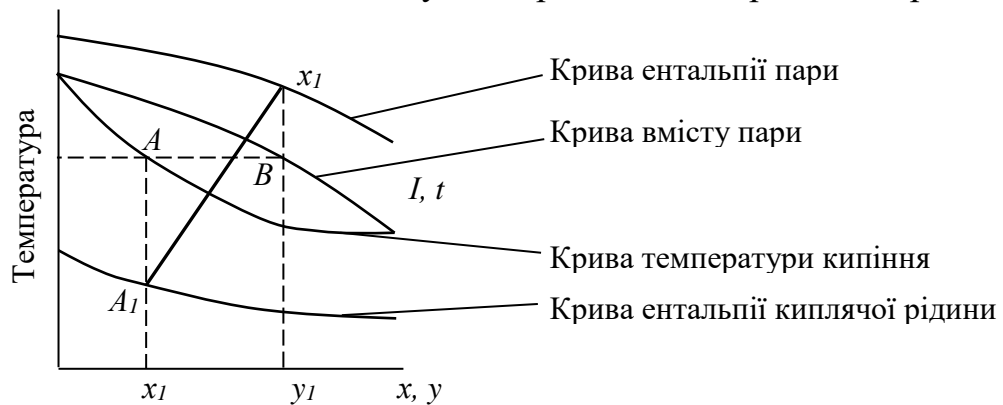 x1
Крива ентальпії пари
Крива вмісту пари
Температура
A
B
I, t
Крива температури кипіння
A1
Крива ентальпії киплячої рідини
x1
y1
x, y